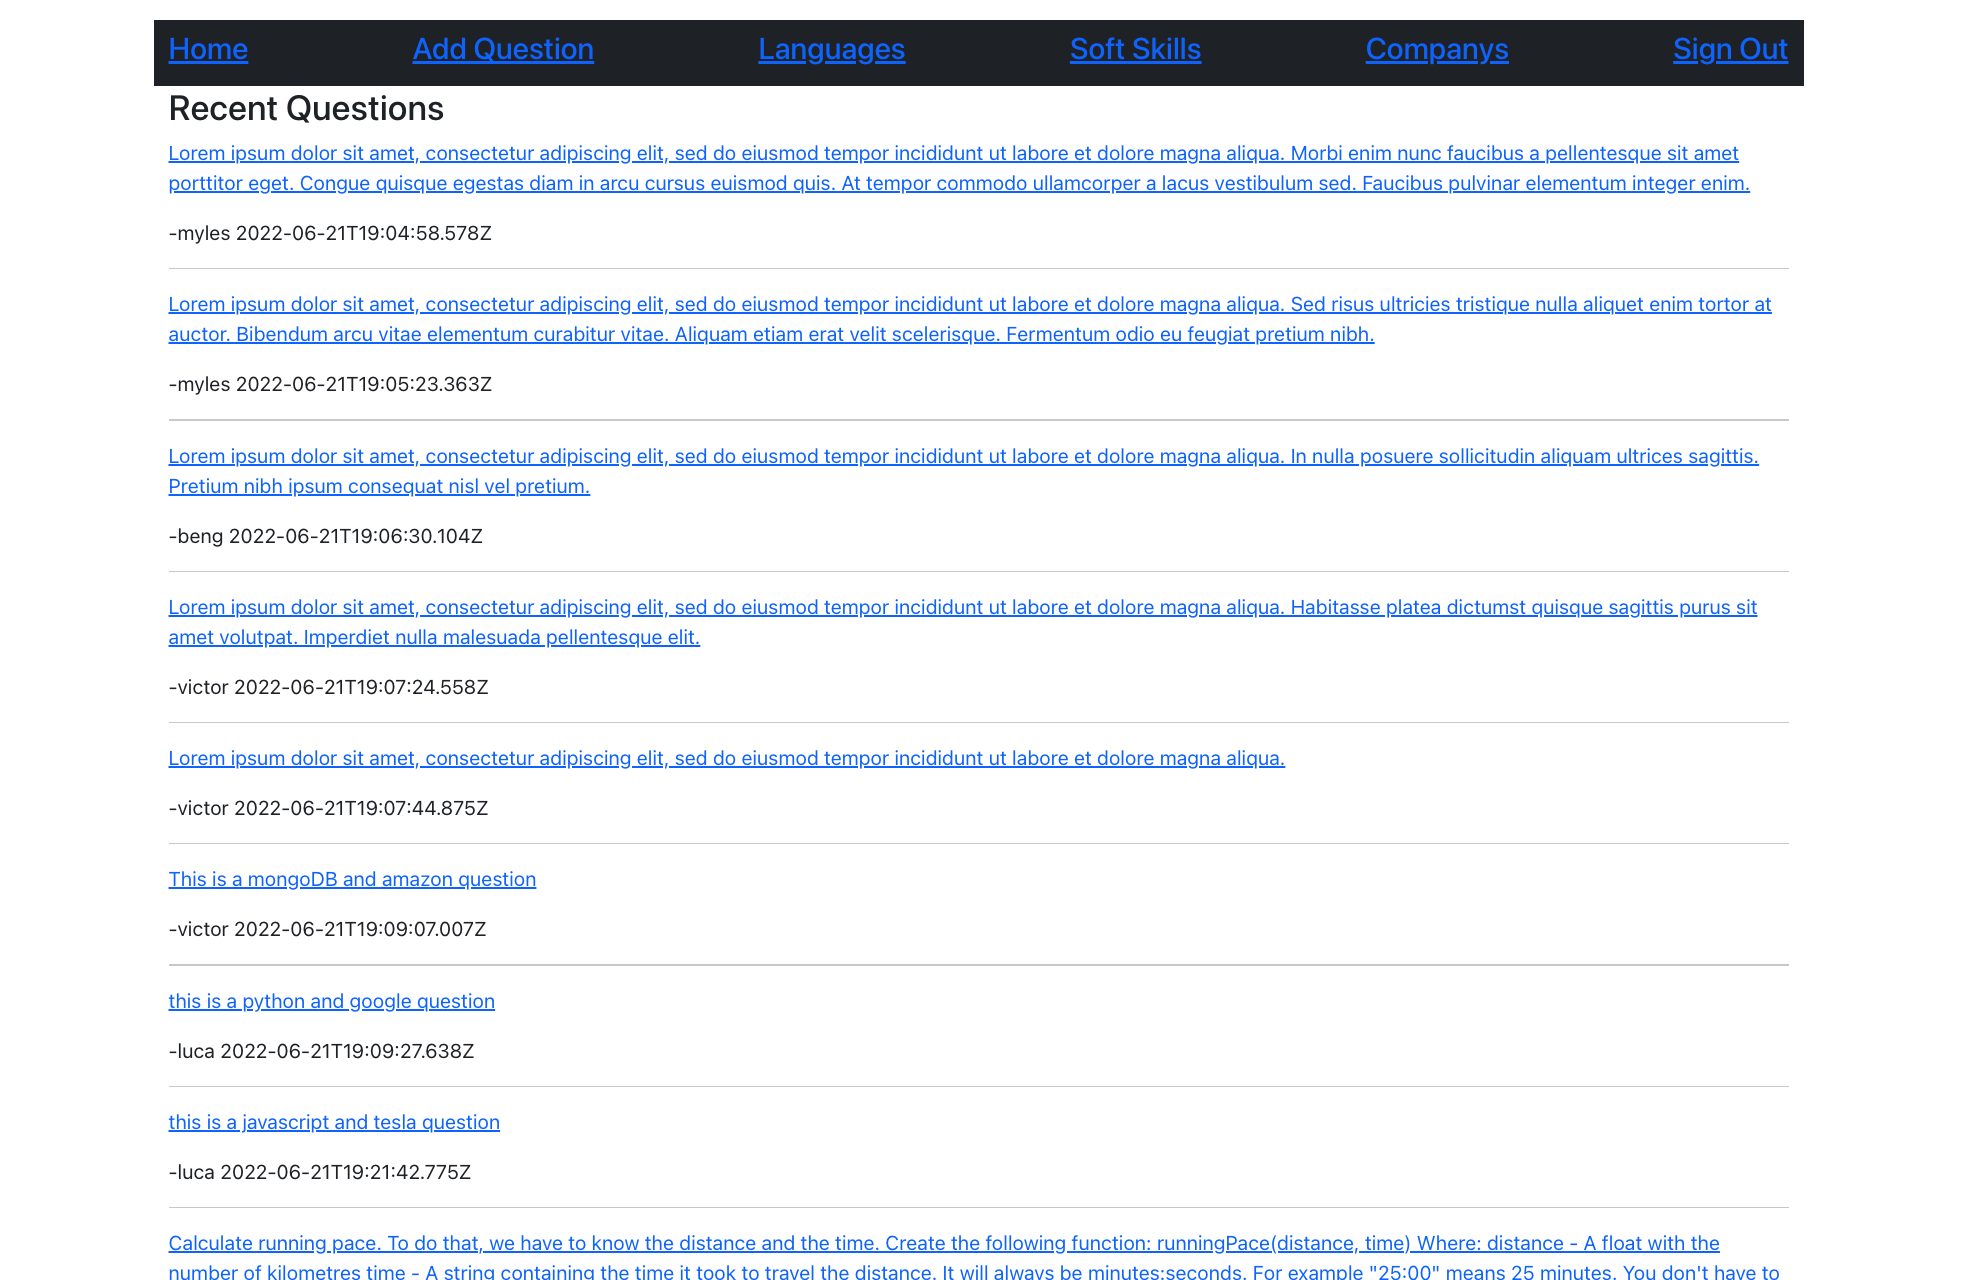 Home Add Question Languages Soft Skills Companys Sign Out
Recent Questions
Lorem ipsum dolor sit amet, consectetur adipiscing elit, sed do eiusmod tempor incididunt ut labore et dolore magna aliqua. Morbi enim nunc faucibus a pellentesque sit amet
porttitor eget. Congue quisque egestas diam in arcu cursus euismod quis. At tempor commodo ullamcorper a lacus vestibulum sed. Faucibus pulvinar elementum integer enim.
-myles 2022-06-21T19:04:58.578Z
Lorem ipsum dolor sit amet, consectetur adipiscing elit, sed do eiusmod tempor incididunt ut labore et dolore magna aliqua. Sed risus ultricies tristique nulla aliquet enim tortor at
auctor. Bibendum arcu vitae elementum curabitur vitae. Aliquam etiam erat velit scelerisque. Fermentum odio eu feugiat pretium nibh.
-myles 2022-06-21T19:05:23.363Z
Lorem ipsum dolor sit amet, consectetur adipiscing elit, sed do eiusmod tempor incididunt ut labore et dolore magna aliqua. In nulla posuere sollicitudin aliquam ultrices sagittis.
Pretium nibh ipsum consequat nisl vel pretium.
-beng 2022-06-21T19:06:30.104Z
Lorem ipsum dolor sit amet, consectetur adipiscing elit, sed do eiusmod tempor incididunt ut labore et dolore magna aliqua. Habitasse platea dictumst quisque sagittis purus sit
amet volutpat. Imperdiet nulla malesuada pellentesque elit.
-victor 2022-06-21T19:07:24.558Z
Lorem ipsum dolor sit amet, consectetur adipiscing elit, sed do eiusmod tempor incididunt ut labore et dolore magna aliqua.
-victor 2022-06-21T19:07:44.875Z
This is a mongoDB and amazon question
-victor 2022-06-21T19:09:07.007Z
this is a python and google question
-luca 2022-06-21T19:09:27.638Z
this is a javascript and tesla question
-luca 2022-06-21T19:21:42.775Z
Calculate running pace. To do that, we have to know the distance and the time. Create the following function: runningPace(distance, time) Where: distance - A float with the
number of kilometres time - A string containing the time it took to travel the distance. It will always be minutes:seconds. For example "25:00" means 25 minutes. You don't have to